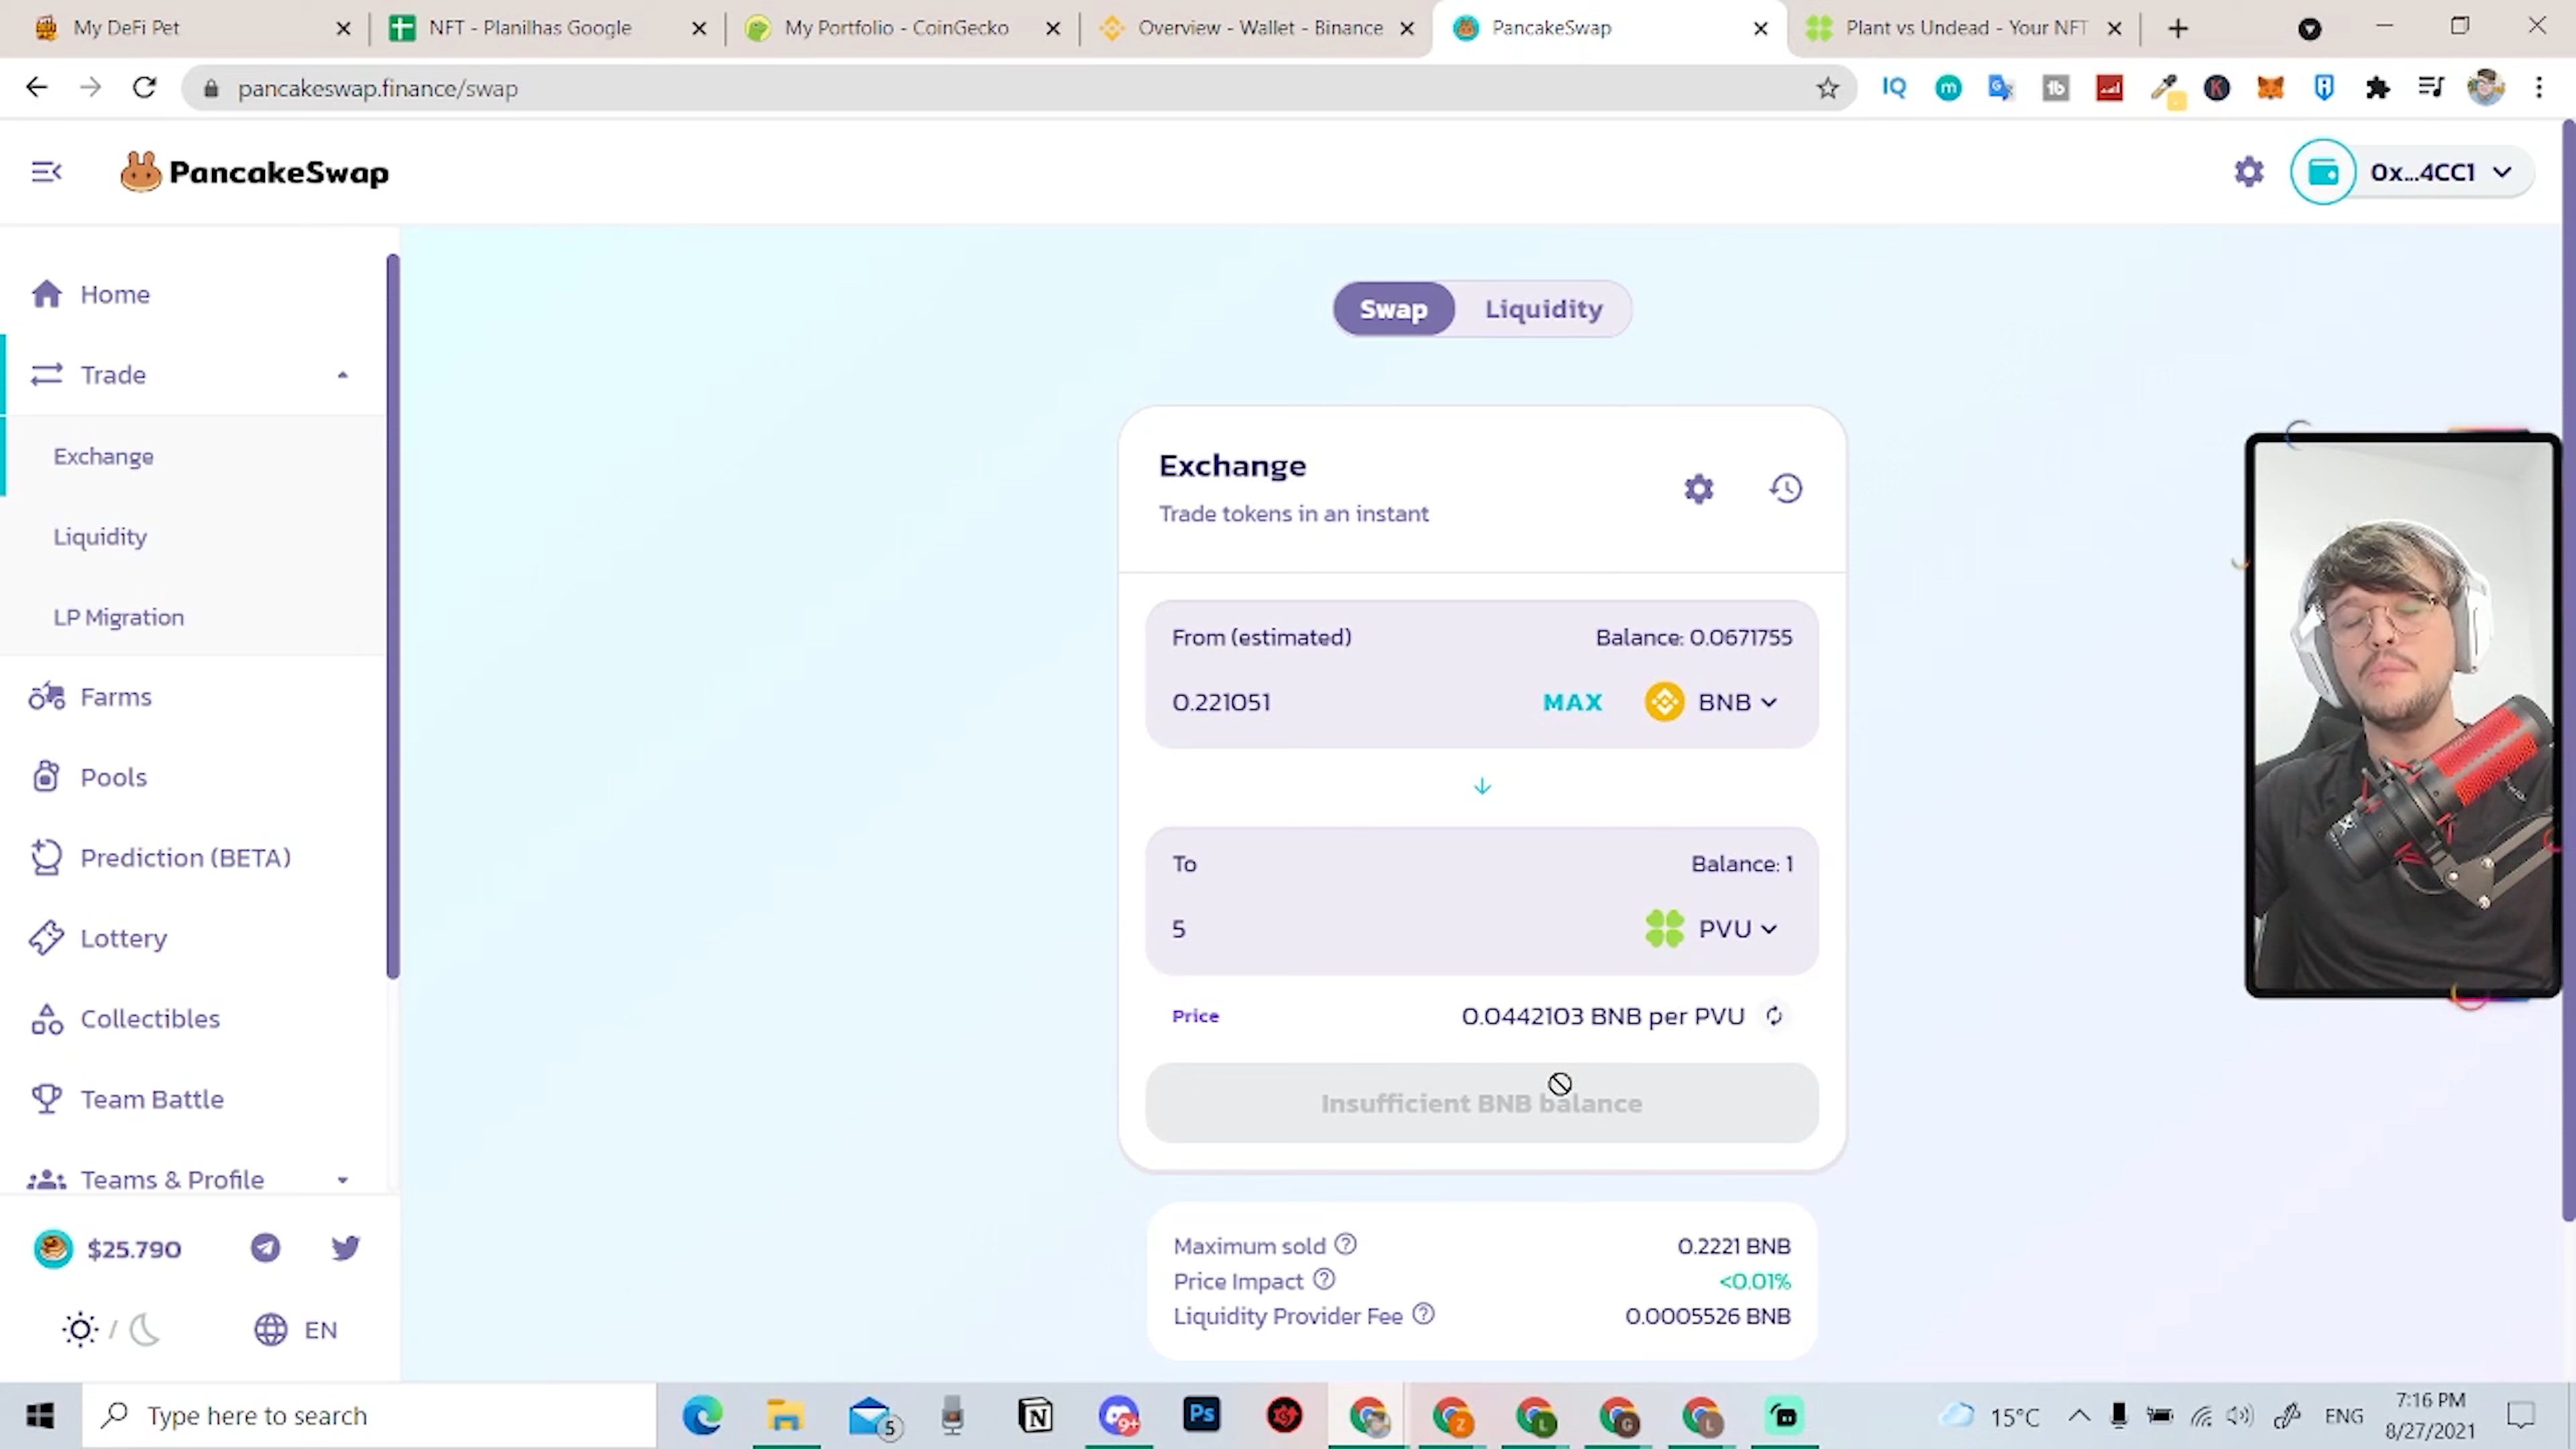 My DeFi Pet
NFT - Planilhas Google
My Portfolio - CoinGecko
Overview - Wallet - Binance
PancakeSwap
Plant vs Undead - Your NFT
pancakeswap.finance/swap
IQ
PancakeSwap
0x...4CC1
Home
Trade
Exchange
Liquidity
LP Migration
Farms
Pools
Prediction (BETA)
Lottery
Collectibles
Team Battle
Teams & Profile
$25.790
/
EN
Swap
Liquidity
Exchange
Trade tokens in an instant
From (estimated)
Balance: 0.0671755
0.221051
MAX
BNB
To
Balance: 1
5
PVU
Price
0.0442103 BNB per PVU
Insufficient BNB balance
Maximum sold
0.2221 BNB
Price Impact
<0.01%
Liquidity Provider Fee
0.0005526 BNB
Type here to search
5
9+
Ps
Z
L
G
L
15°C
ENG
7:16 PM
8/27/2021